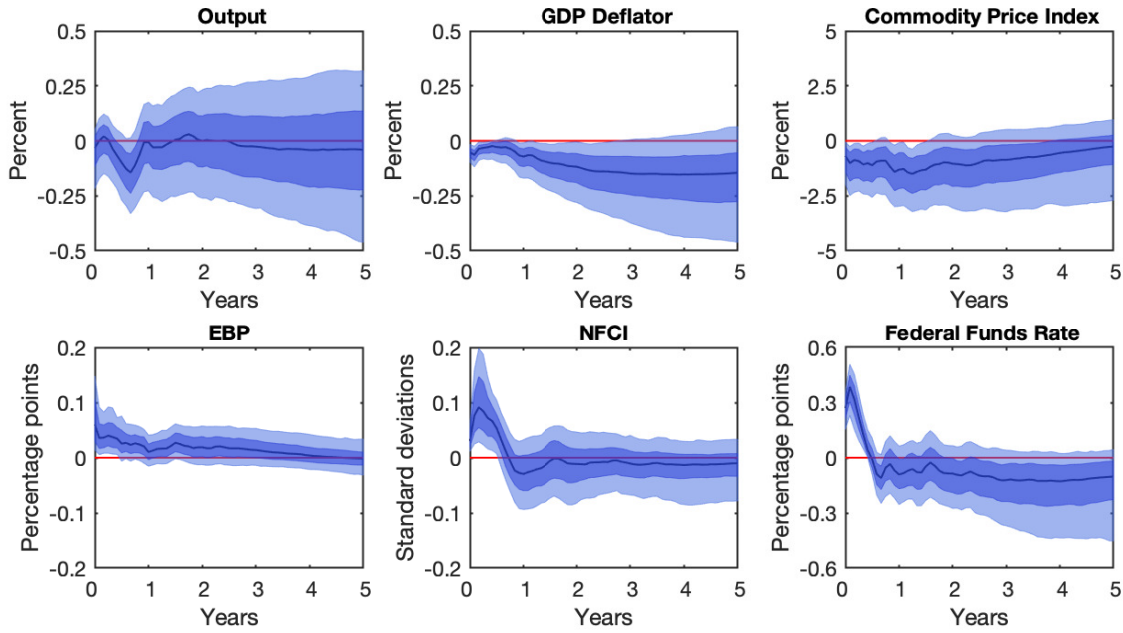 Output
Percent
0.5
0.25
0
-0.25
-0.5
0 1 2 3 4 5
Years
GDP Deflator
Percent
0.5
0.25
0
-0.25
-0.5
0 1 2 3 4 5
Years
Commodity Price Index
Percent
5
2.5
0
-2.5
-5
0 1 2 3 4 5
Years
EBP
Percentage points
0.2
0.1
0
-0.1
-0.2
0 1 2 3 4 5
Years
NFCI
Standard deviations
0.2
0.1
0
-0.1
-0.2
0 1 2 3 4 5
Years
Federal Funds Rate
Percentage points
0.6
0.3
0
-0.3
-0.6
0 1 2 3 4 5
Years